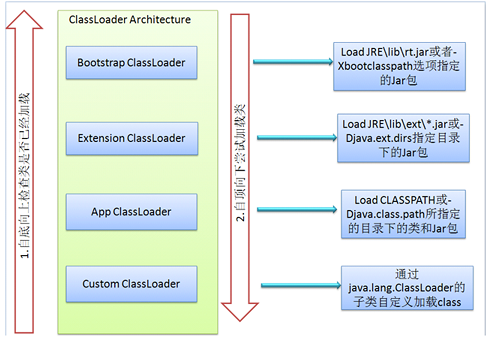 ClassLoader Architecture
1.自底向上检查类是否已经加载
Bootstrap ClassLoader
Extension ClassLoader
App ClassLoader
Custom ClassLoader
2.自顶向下尝试加载类
Load JRE\lib\rt.jar或者-
Xbootclasspath选项指定
的Jar包
Load JRE\lib\ext\*.jar或-
Djava.ext.dirs指定目录
下的Jar包
Load CLASSPATH或-
Djava.class.path所指定
的目录下的类和Jar包
通过
java.lang.ClassLoader的
子类自定义加载class